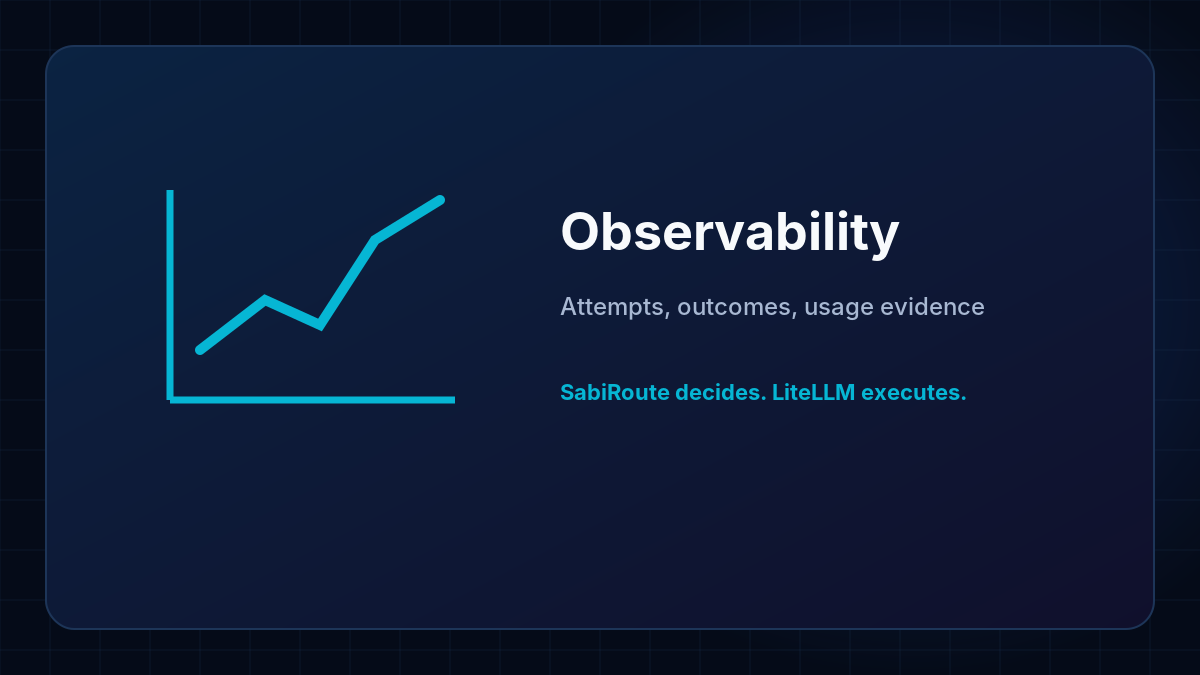 Observability
Attempts, outcomes, usage evidence
SabiRoute decides. LiteLLM executes.